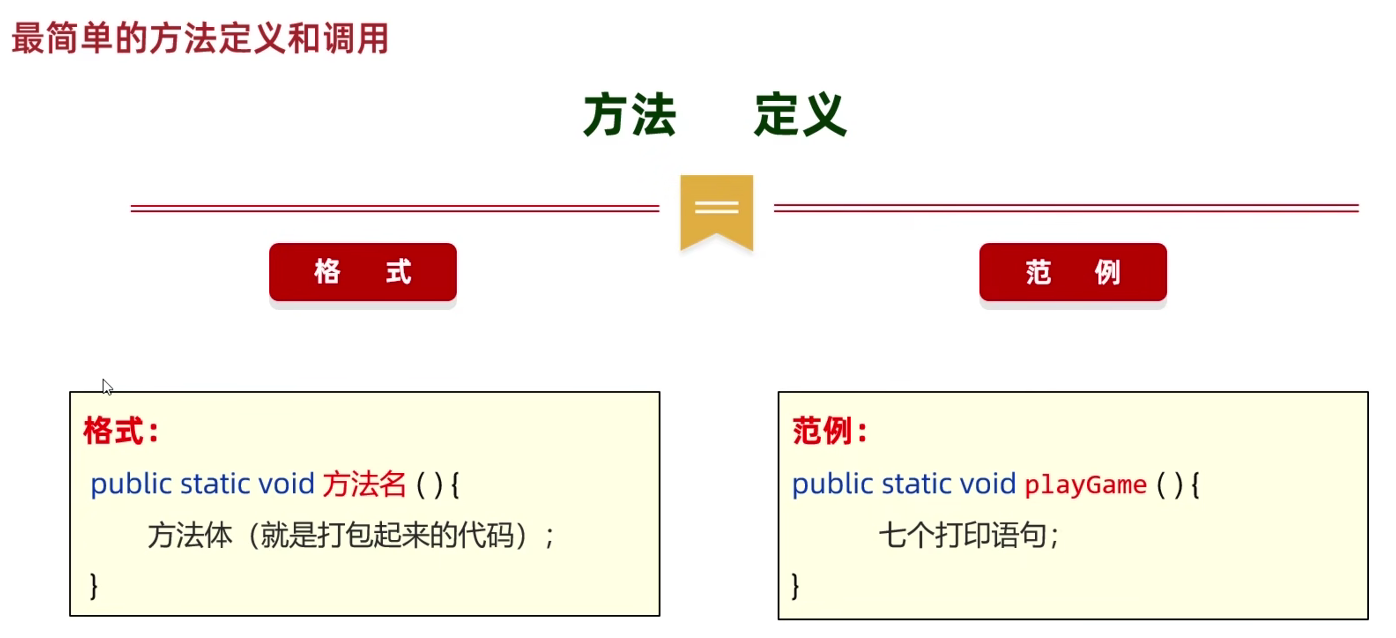 最简单的方法定义和调用
方法 定义
格 式
范 例
格式：
public static void 方法名 ( ) {
方法体（就是打包起来的代码）；
}
范例：
public static void playGame ( ) {
七个打印语句；
}